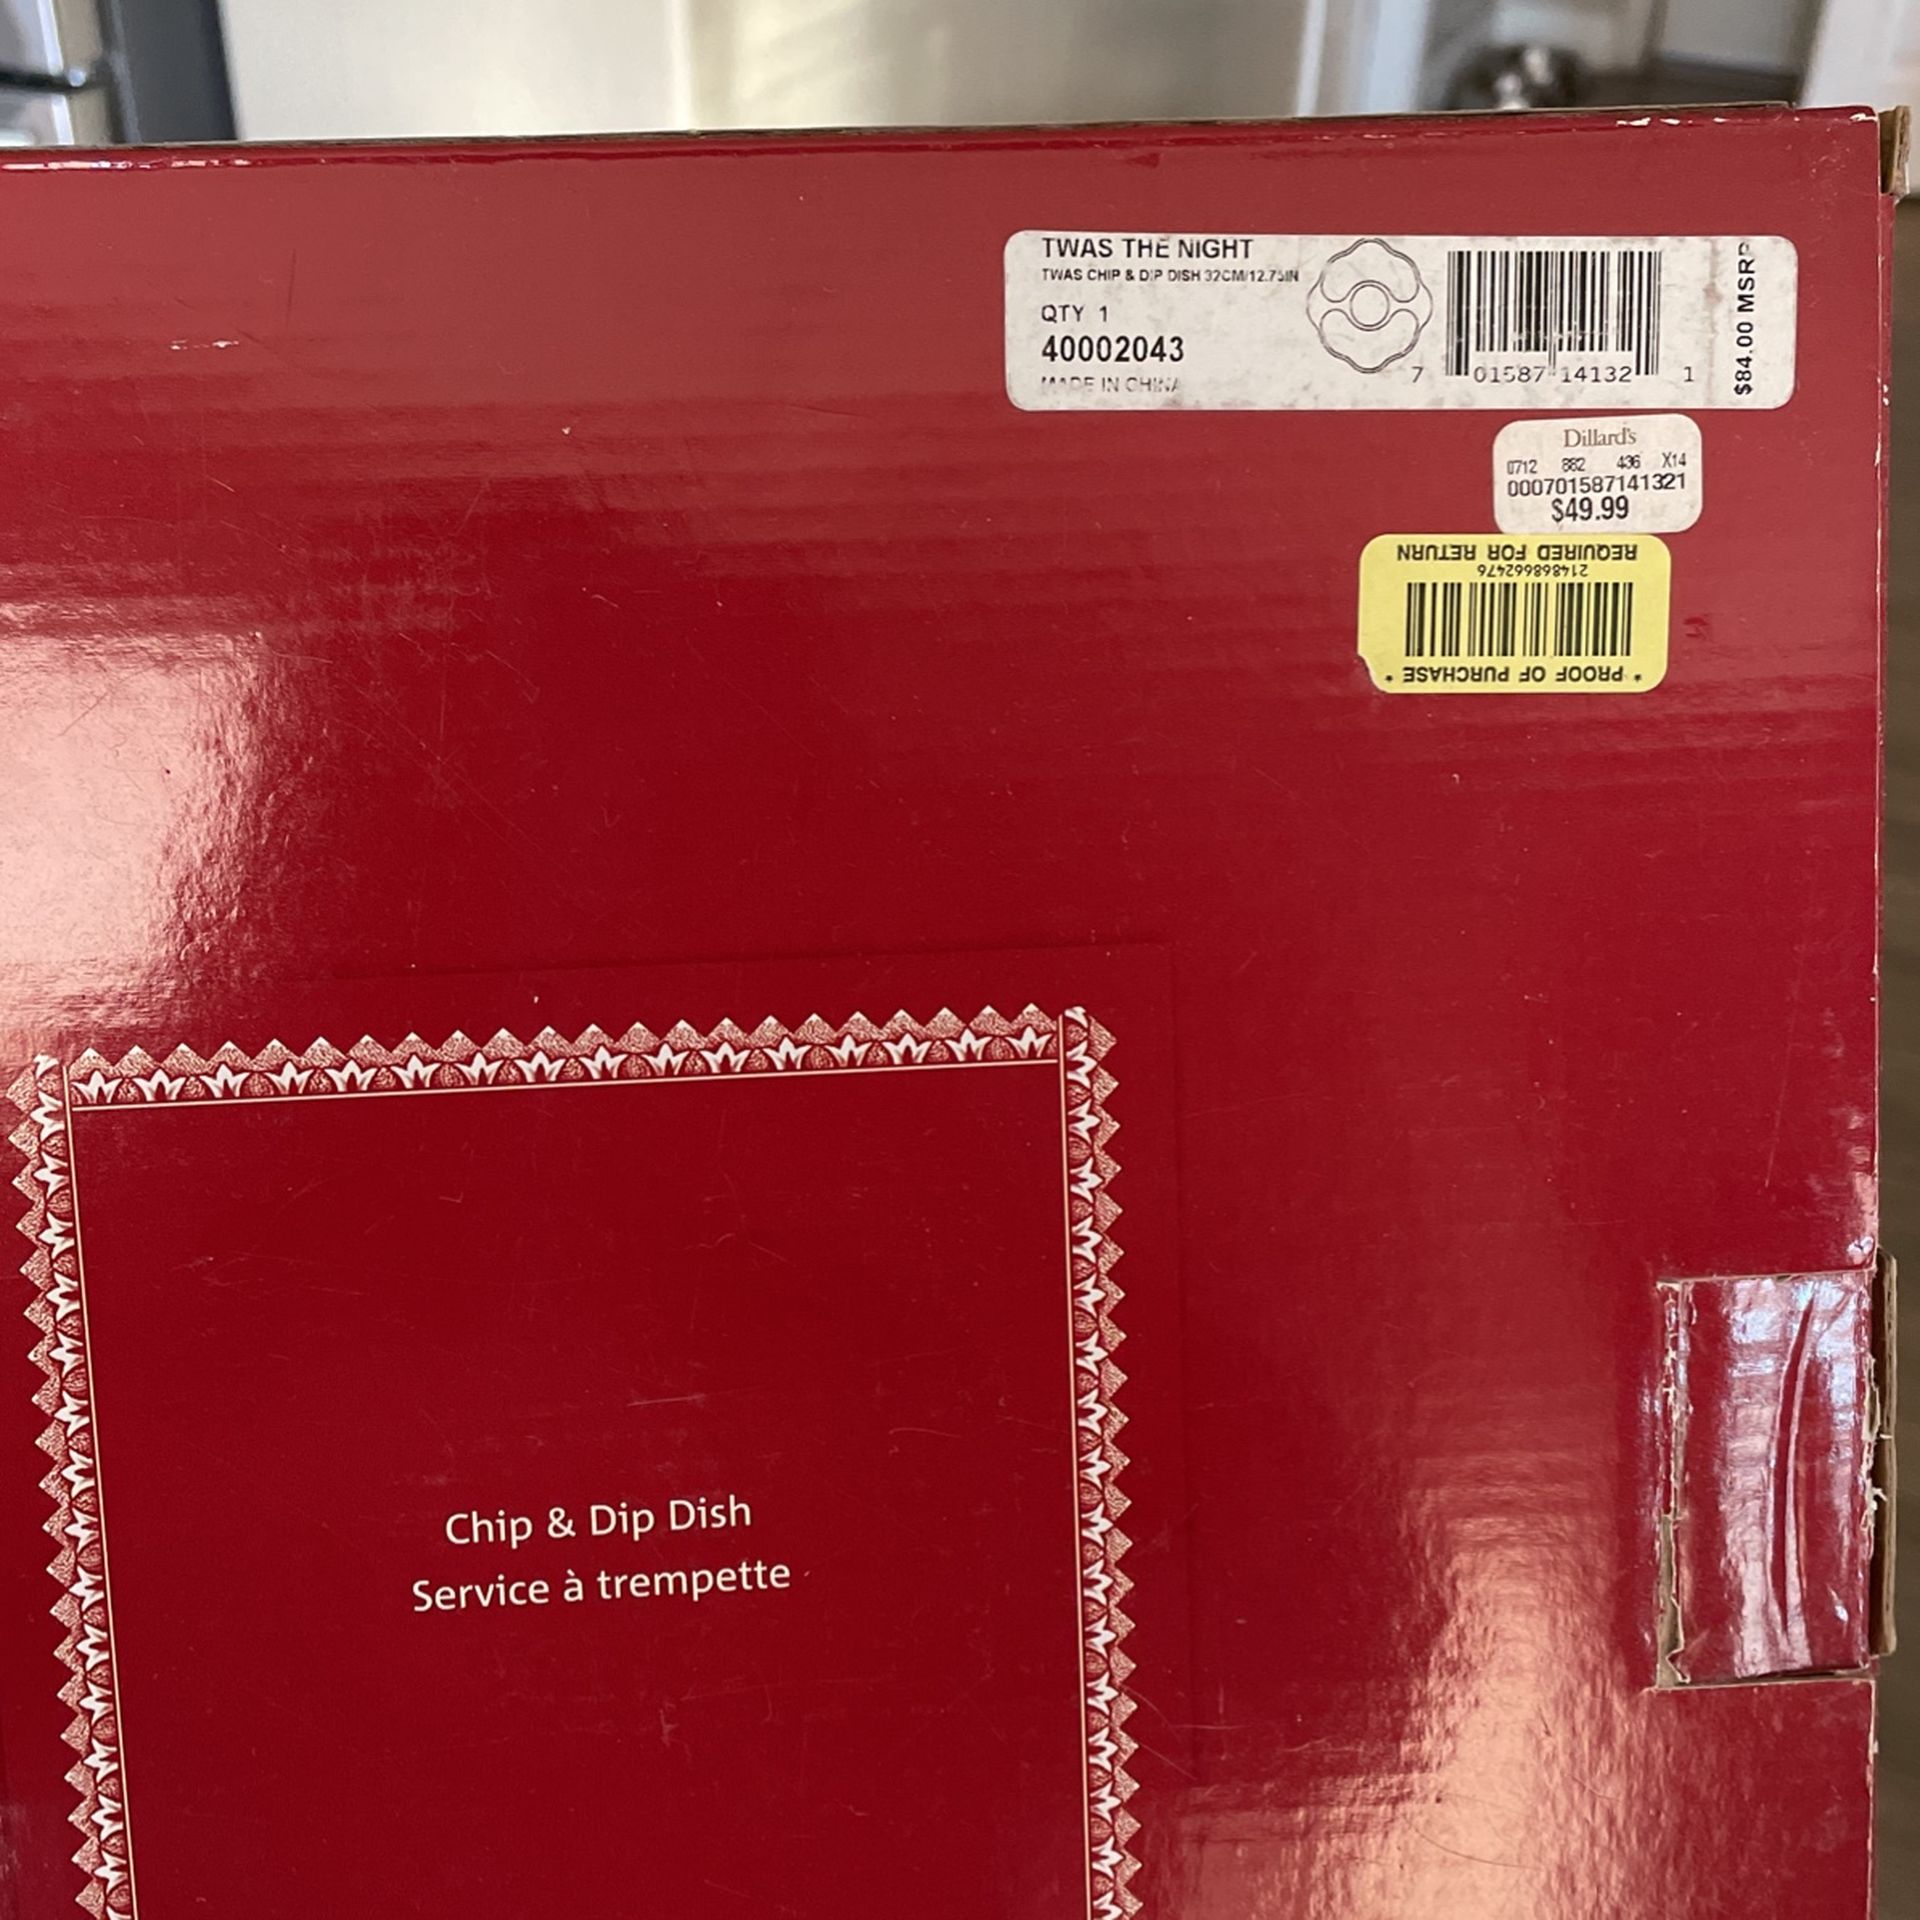 TWAS THE NIGHT
TWAS CHIP & DIP DISH 32CM/12.75IN
QTY 1
40002043
MADE IN CHINA
7 01587 14132 1
$84.00 MSRP
Dillard's
0712 882 436 X14
000701587141321
$49.99
* PROOF OF PURCHASE *
214868662476
REQUIRED FOR RETURN
Chip & Dip Dish
Service à trempette